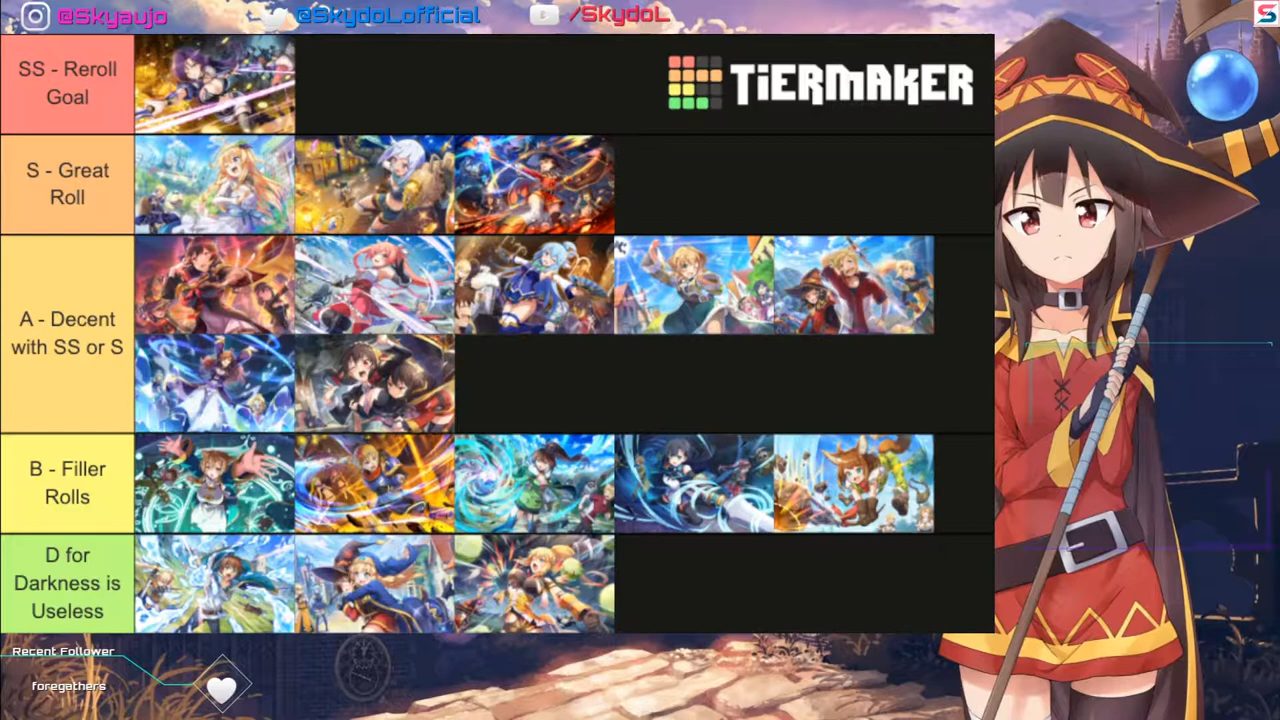 @Skyaujo
@SkydoLofficial
/SkydoL
S
SS - Reroll
Goal
TiERMAKER
S - Great
Roll
A - Decent
with SS or S
B - Filler
Rolls
D for
Darkness is
Useless
Recent Follower
foregathers